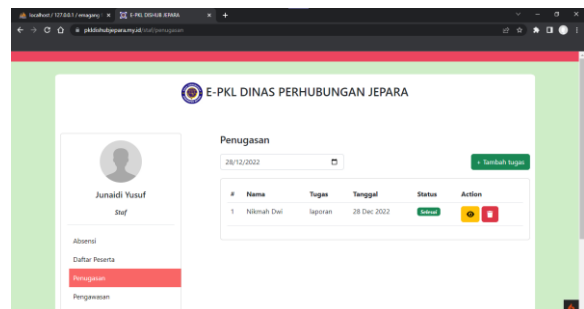 localhost / 127.0.0.1 / emagang
E-PKL DISHUB JEPARA
pkldishubjepara.my.id/staf/penugasan
E-PKL DINAS PERHUBUNGAN JEPARA
Junaidi Yusuf
Staf
Absensi
Daftar Peserta
Penugasan
Pengawasan
Penugasan
28/12/2022
+ Tambah tugas
# Nama Tugas Tanggal Status Action
1 Nikmah Dwi laporan 28 Dec 2022 Selesai